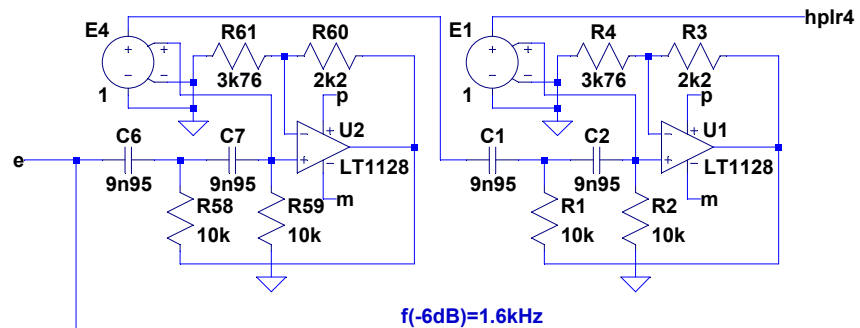 hplr4
E4
R61
R60
E1
R4
R3
3k76
2k2
3k76
2k2
1
p
1
p
C6
C7
U2
C1
C2
U1
e
LT1128
LT1128
9n95
9n95
9n95
9n95
m
m
R58
R59
R1
R2
10k
10k
10k
10k
f(-6dB)=1.6kHz